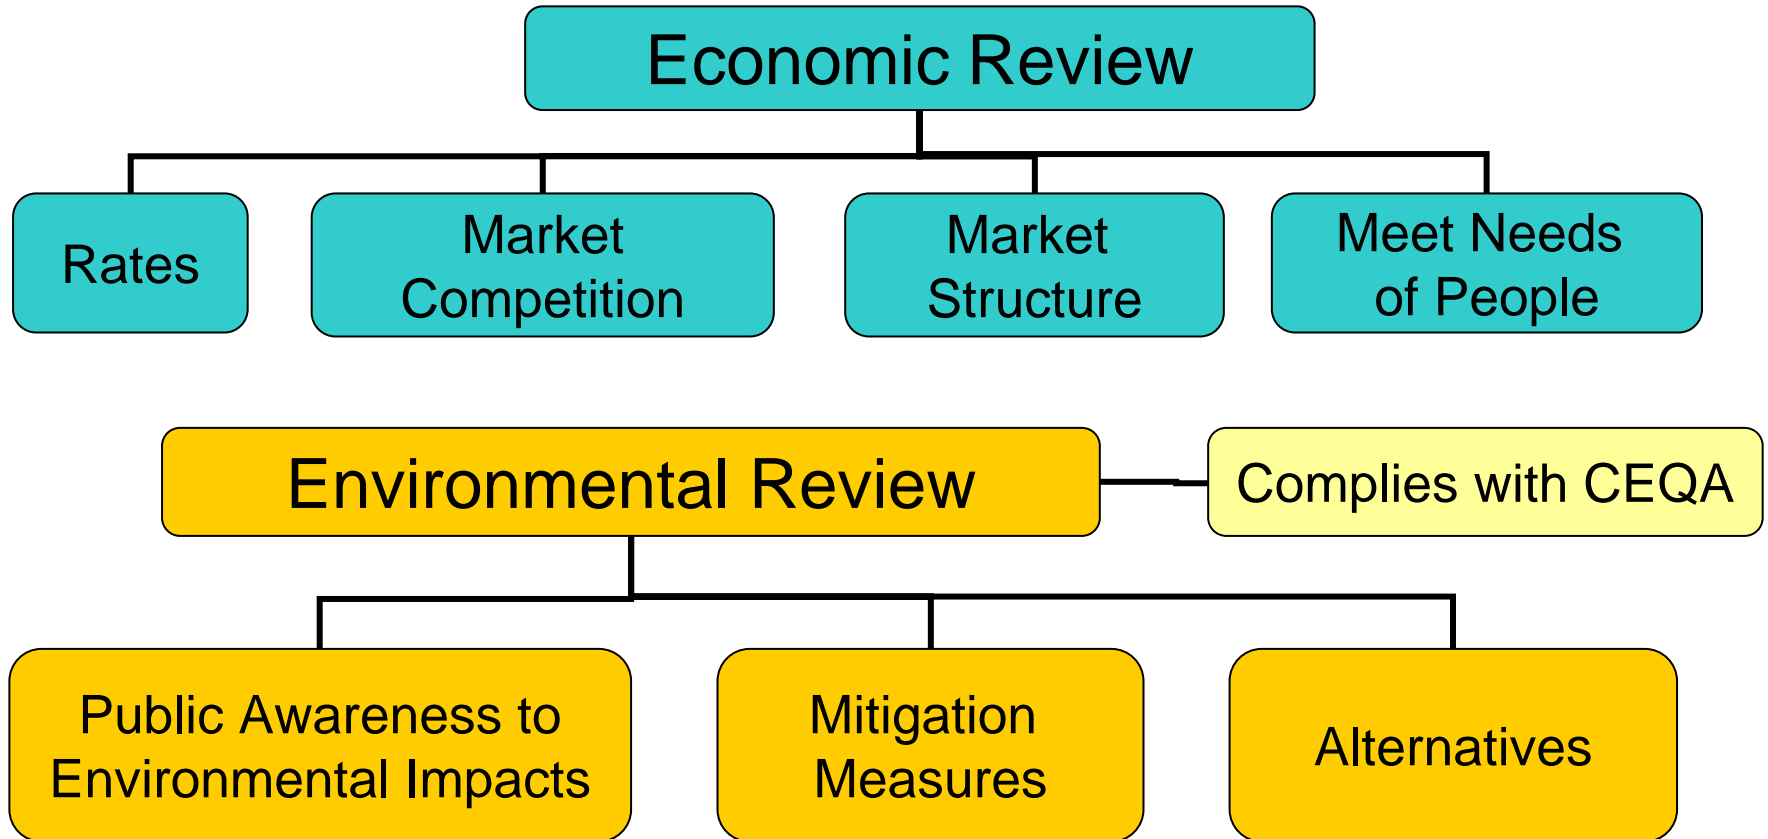 Economic Review
Rates
Market
Competition
Market
Structure
Meet Needs
of People
Environmental Review
Complies with CEQA
Public Awareness to
Environmental Impacts
Mitigation
Measures
Alternatives